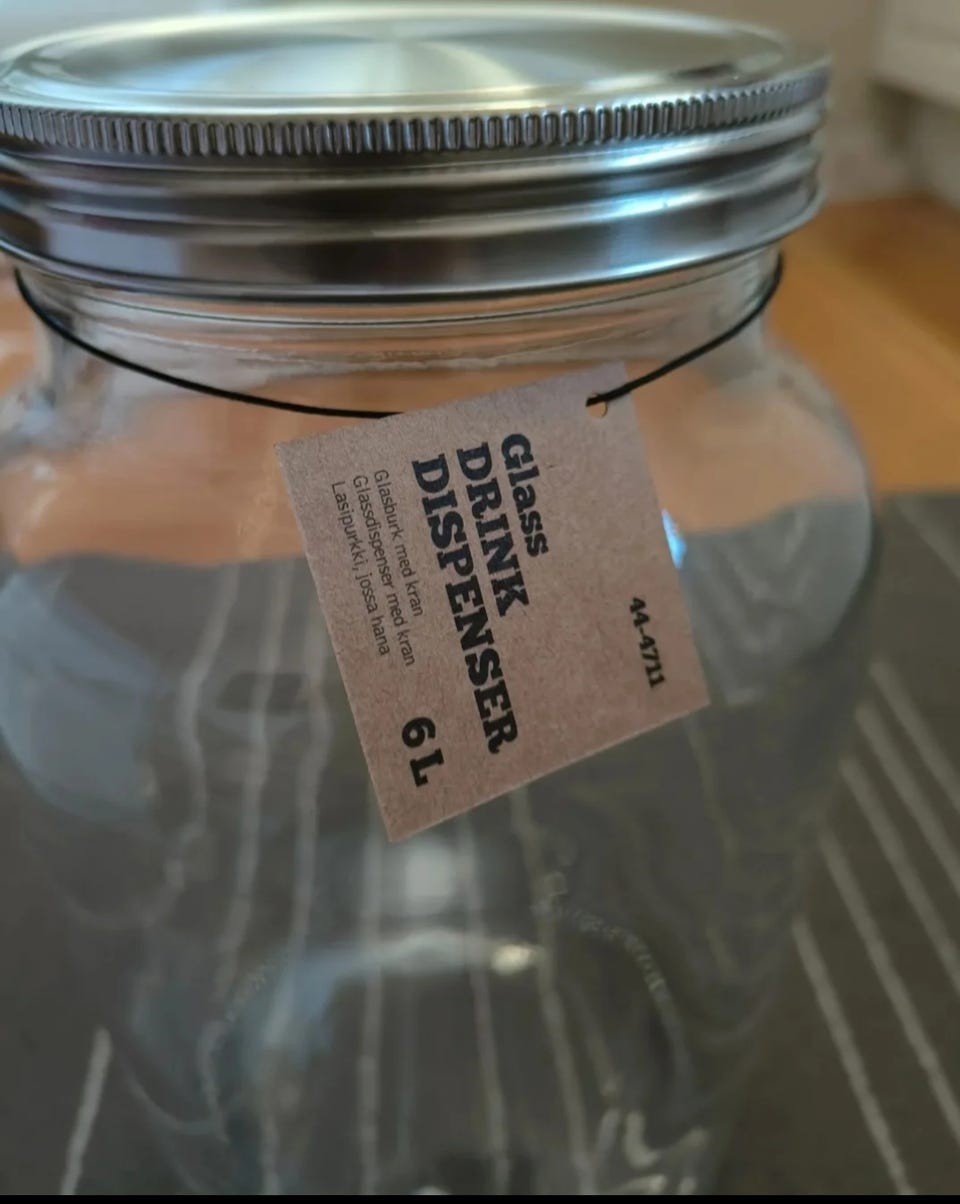 44-4711
Glass
DRINK
DISPENSER
Glasburk med kran
Glassdispenser med kran
Lasipurkki, jossa hana
6 L